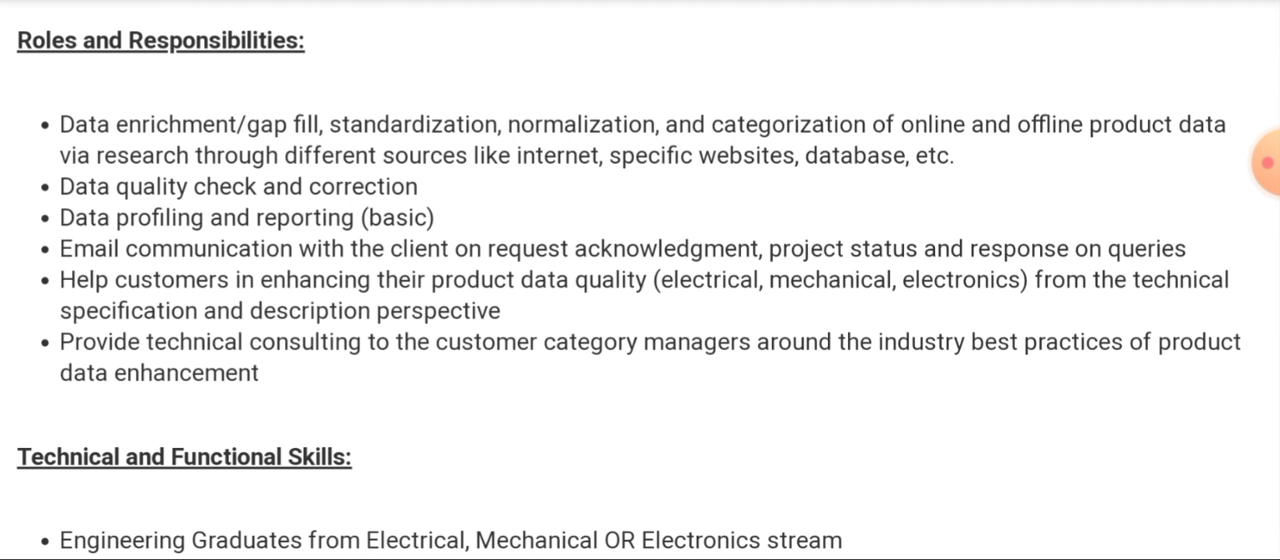 Roles and Responsibilities:
• Data enrichment/gap fill, standardization, normalization, and categorization of online and offline product data
via research through different sources like internet, specific websites, database, etc.
• Data quality check and correction
• Data profiling and reporting (basic)
• Email communication with the client on request acknowledgment, project status and response on queries
• Help customers in enhancing their product data quality (electrical, mechanical, electronics) from the technical
specification and description perspective
• Provide technical consulting to the customer category managers around the industry best practices of product
data enhancement
Technical and Functional Skills:
• Engineering Graduates from Electrical, Mechanical OR Electronics stream